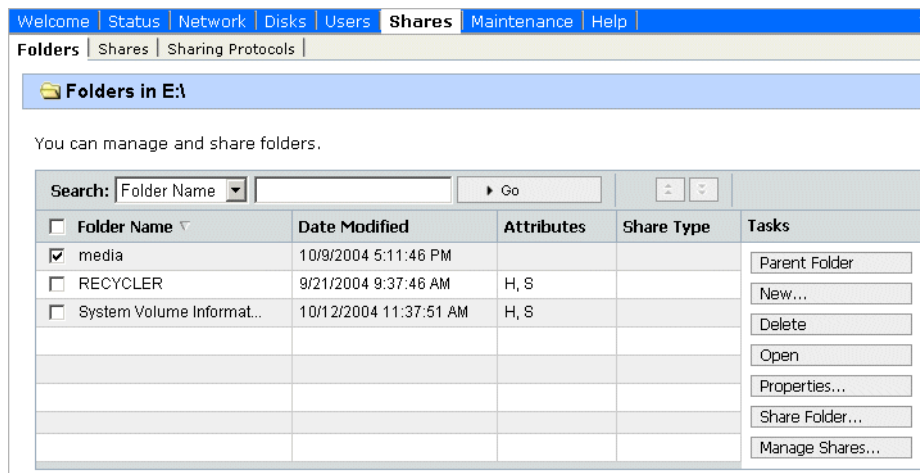 Welcome Status Network Disks Users Shares Maintenance Help
Folders Shares Sharing Protocols
Folders in E:\
You can manage and share folders.
Search: Folder Name Go
Folder Name Date Modified Attributes Share Type Tasks
media 10/9/2004 5:11:46 PM
RECYCLER 9/21/2004 9:37:46 AM H, S
System Volume Informat... 10/12/2004 11:37:51 AM H, S
Parent Folder
New...
Delete
Open
Properties...
Share Folder...
Manage Shares...